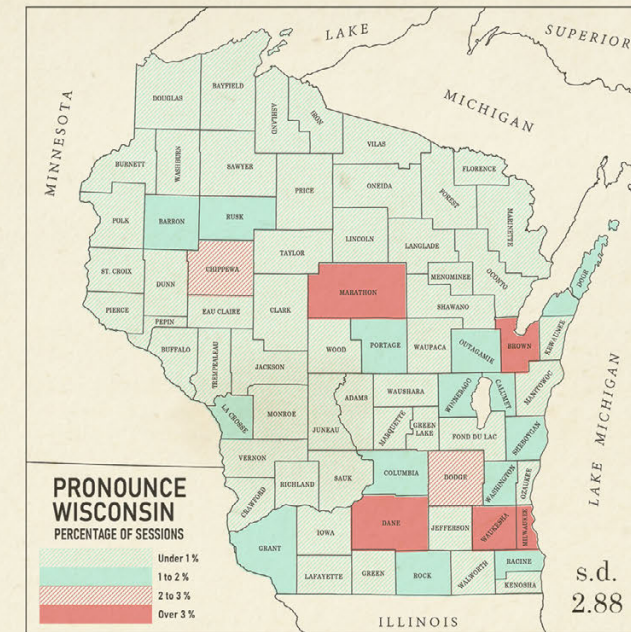 LAKE
SUPERIOR
MICHIGAN
MINNESOTA
DOUGLAS
BAYFIELD
ASHLAND
IRON
VILAS
FLORENCE
BURNETT
WASHBURN
SAWYER
PRICE
ONEIDA
FOREST
MARINETTE
POLK
BARRON
RUSK
LINCOLN
LANGLADE
TAYLOR
CHIPPEWA
ST. CROIX
DUNN
MENOMINEE
OCONTO
DOOR
MARATHON
SHAWANO
PIERCE
PEPIN
EAU CLAIRE
CLARK
BUFFALO
TREMPEALEAU
JACKSON
WOOD
PORTAGE
WAUPACA
OUTAGAMIE
BROWN
KEWAUNEE
LA CROSSE
MONROE
JUNEAU
ADAMS
WAUSHARA
MARQUETTE
GREEN
LAKE
WINNEBAGO
CALUMET
MANITOWOC
FOND DU LAC
SHEBOYGAN
VERNON
CRAWFORD
RICHLAND
SAUK
COLUMBIA
DODGE
WASHINGTON
OZAUKEE
LAKE MICHIGAN
GRANT
IOWA
DANE
JEFFERSON
WAUKESHA
MILWAUKEE
LAFAYETTE
GREEN
ROCK
WALWORTH
RACINE
KENOSHA
PRONOUNCE
WISCONSIN
PERCENTAGE OF SESSIONS
Under 1 %
1 to 2 %
2 to 3 %
Over 3 %
s.d.
2.88
ILLINOIS